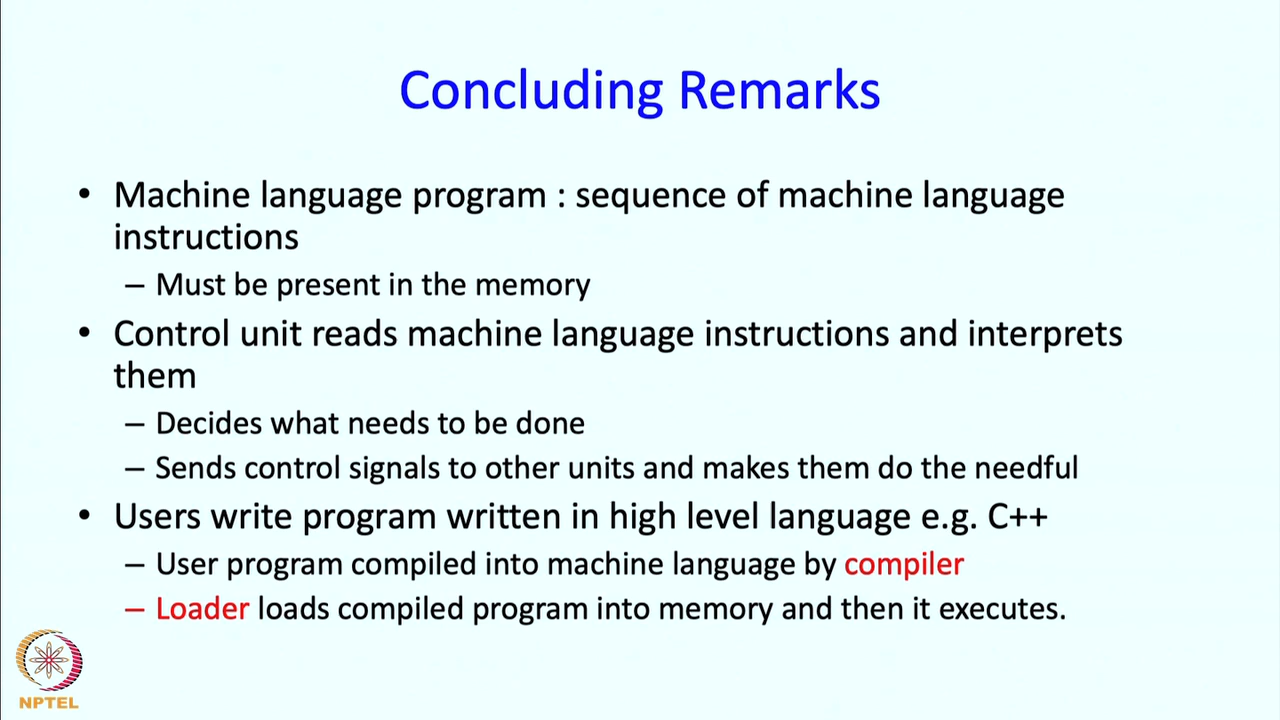 Concluding Remarks
• Machine language program : sequence of machine language
instructions
– Must be present in the memory
• Control unit reads machine language instructions and interprets
them
– Decides what needs to be done
– Sends control signals to other units and makes them do the needful
• Users write program written in high level language e.g. C++
– User program compiled into machine language by compiler
– Loader loads compiled program into memory and then it executes.
NPTEL